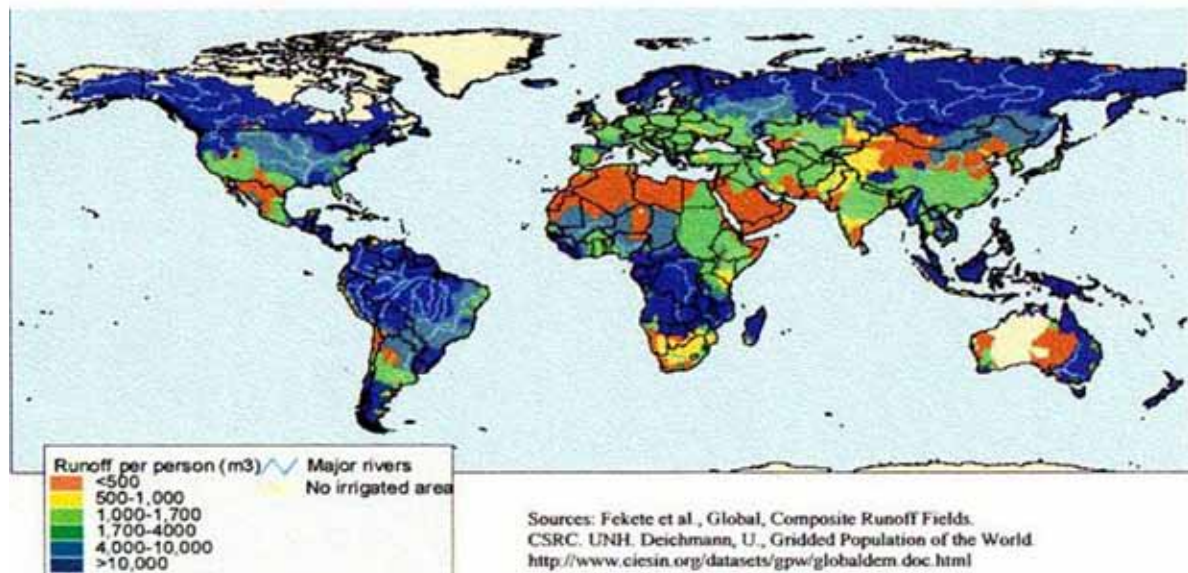 Runoff per person (m3)
Major rivers
No irrigated area
<500
500-1,000
1,000-1,700
1,700-4000
4,000-10,000
>10,000
Sources: Fekete et al., Global, Composite Runoff Fields.
CSRC. UNH. Deichmann, U., Gridded Population of the World
http://www.ciesin.org/datasets/gpw/globaldem.doc.html